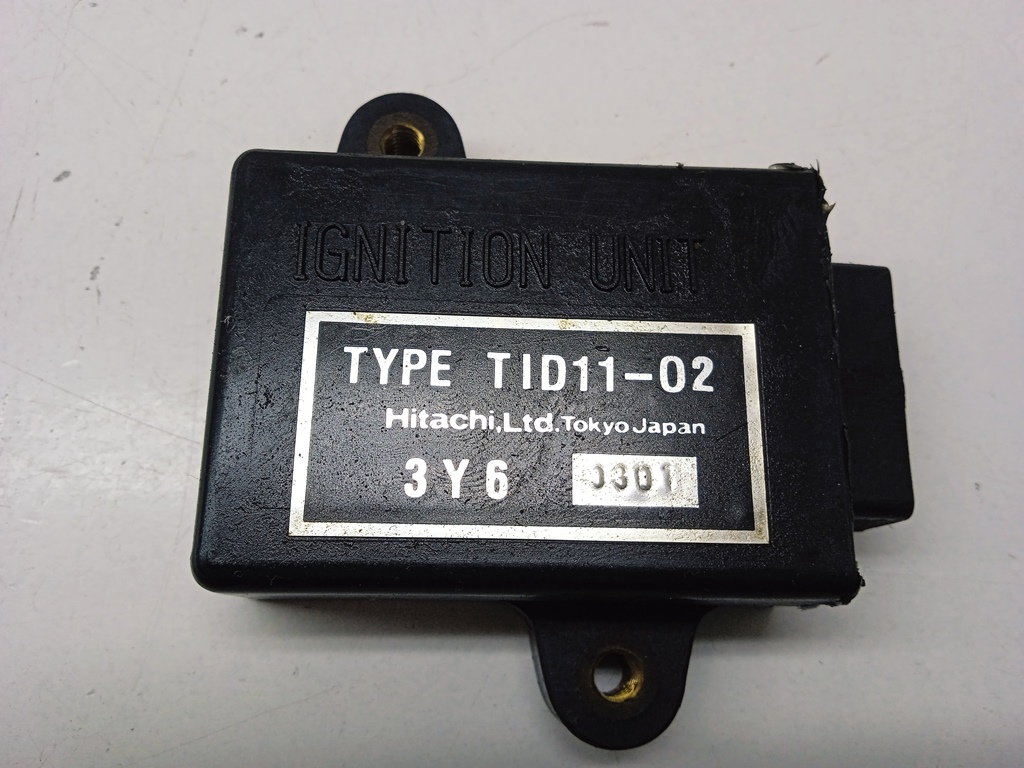 IGNITION UNIT
TYPE TID11-02
Hitachi,Ltd.Tokyo Japan
3Y6